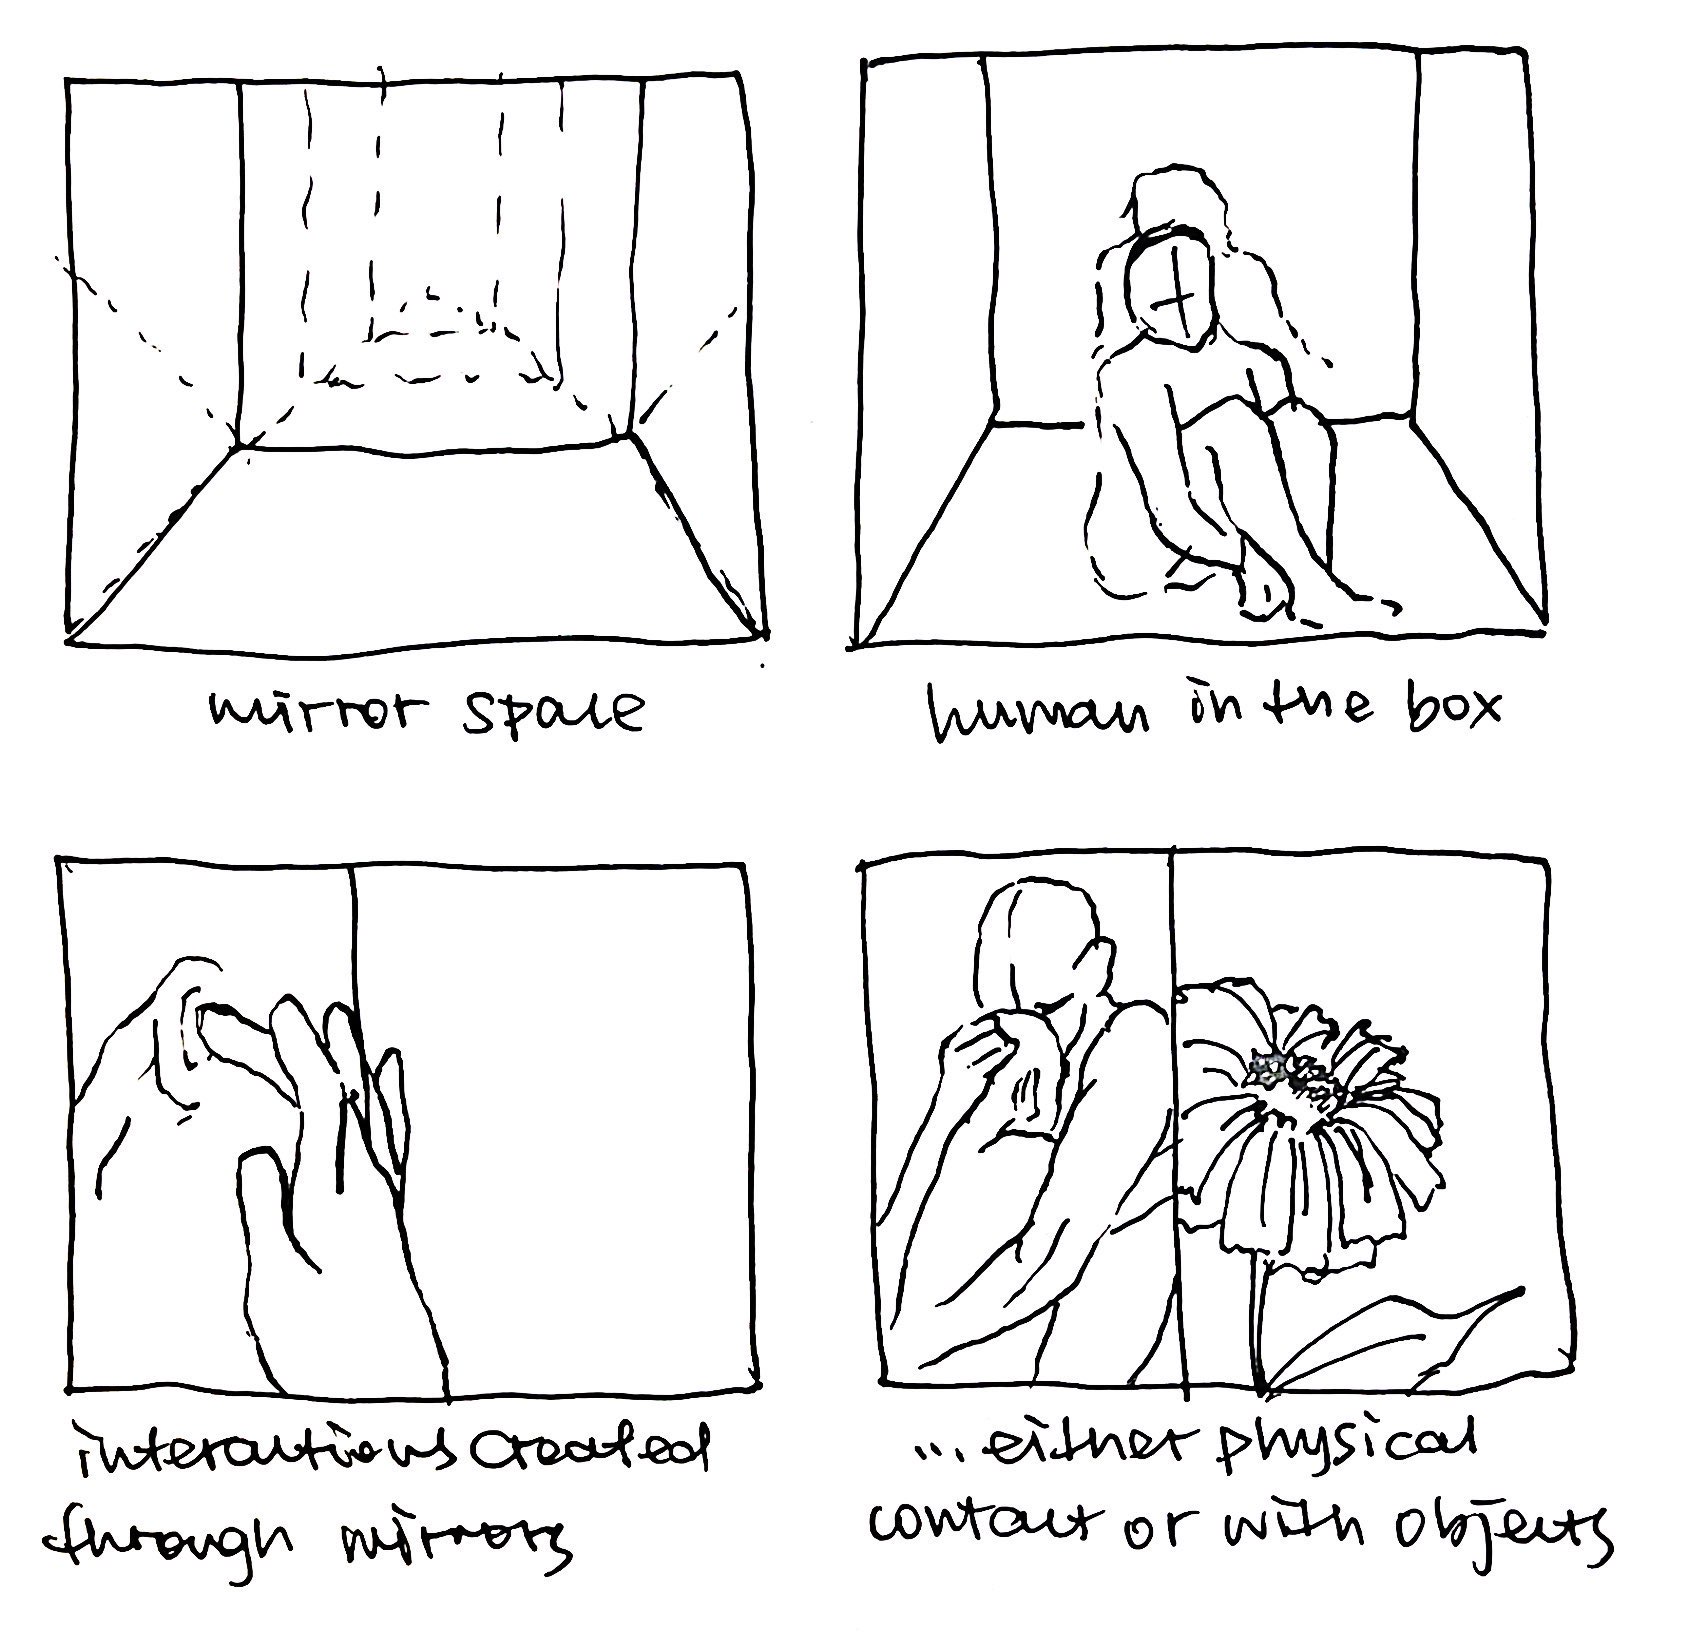 mirror space
human in the box
interactions created
through mirrors
... either physical
contact or with objects